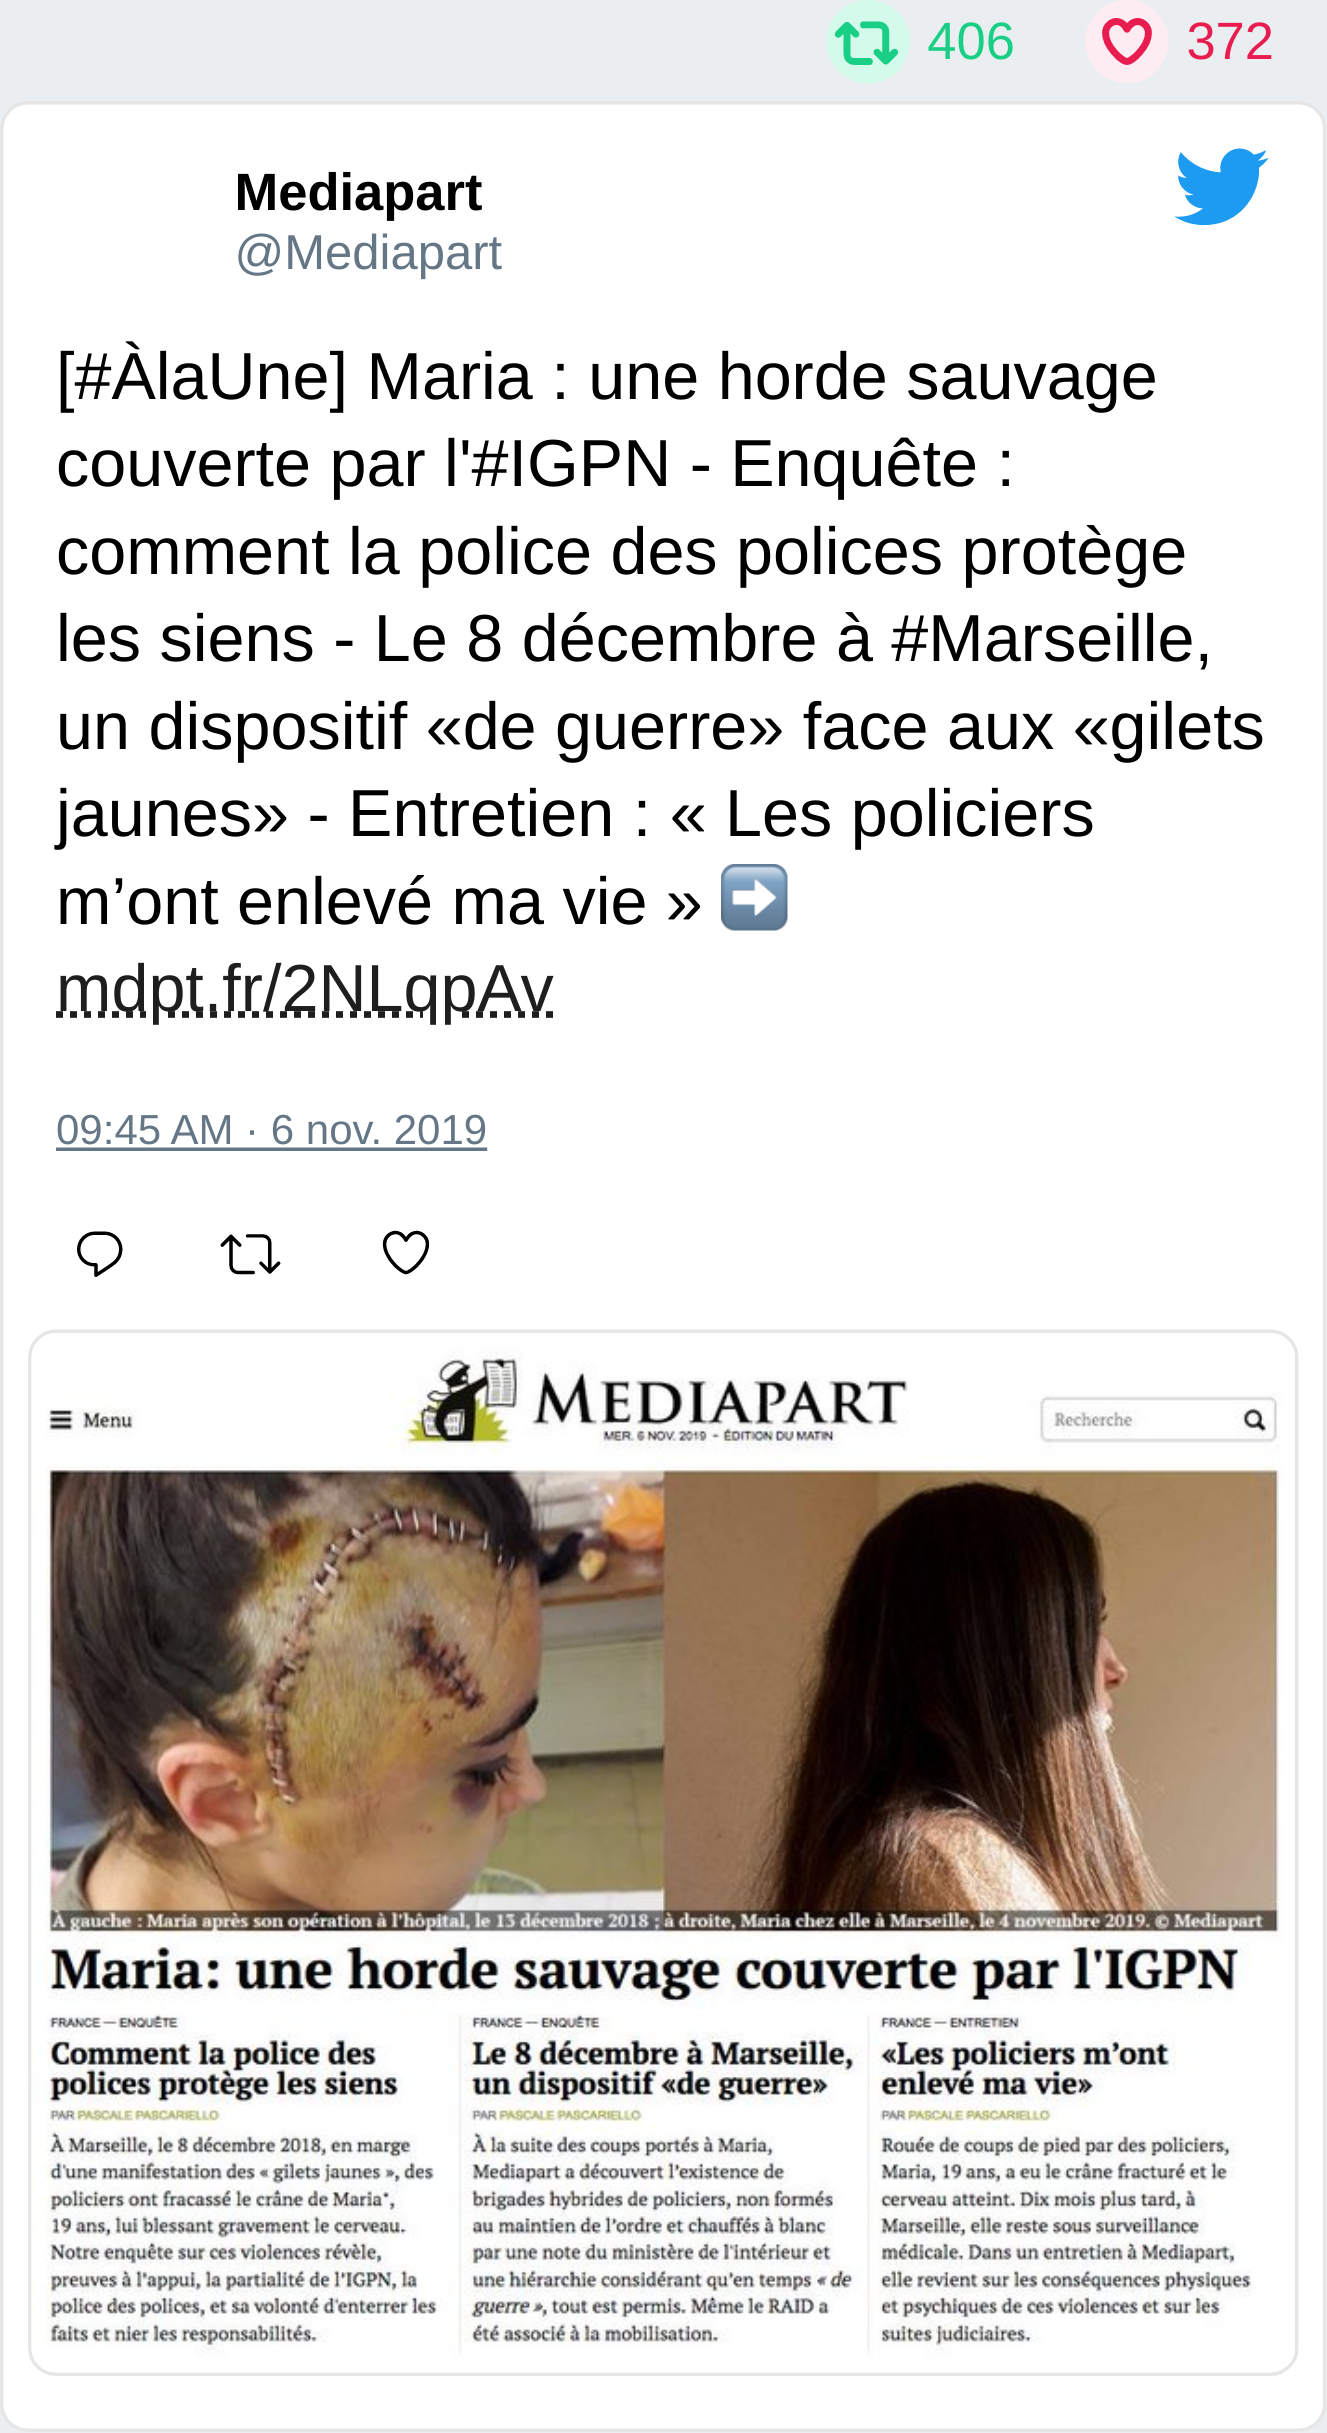 406 372
Mediapart
@Mediapart
[#ÀlaUne] Maria : une horde sauvage
couverte par l'#IGPN - Enquête :
comment la police des polices protège
les siens - Le 8 décembre à #Marseille,
un dispositif «de guerre» face aux «gilets
jaunes» - Entretien : « Les policiers
m’ont enlevé ma vie » ➡️
mdpt.fr/2NLqpAv
09:45 AM · 6 nov. 2019
Menu
MEDIAPART
MER. 6 NOV. 2019 - ÉDITION DU MATIN
Recherche
À gauche : Maria après son opération à l'hôpital, le 13 décembre 2018 ; à droite, Maria chez elle à Marseille, le 4 novembre 2019. © Mediapart
Maria: une horde sauvage couverte par l'IGPN
FRANCE — ENQUÊTE
Comment la police des
polices protège les siens
PAR PASCALE PASCARIELLO
À Marseille, le 8 décembre 2018, en marge
d'une manifestation des « gilets jaunes », des
policiers ont fracassé le crâne de Maria*,
19 ans, lui blessant gravement le cerveau.
Notre enquête sur ces violences révèle,
preuves à l'appui, la partialité de l'IGPN, la
police des polices, et sa volonté d'enterrer les
faits et nier les responsabilités.
FRANCE — ENQUÊTE
Le 8 décembre à Marseille,
un dispositif «de guerre»
PAR PASCALE PASCARIELLO
À la suite des coups portés à Maria,
Mediapart a découvert l'existence de
brigades hybrides de policiers, non formés
au maintien de l'ordre et chauffés à blanc
par une note du ministère de l'intérieur et
une hiérarchie considérant qu'en temps « de
guerre », tout est permis. Même le RAID a
été associé à la mobilisation.
FRANCE — ENTRETIEN
«Les policiers m’ont
enlevé ma vie»
PAR PASCALE PASCARIELLO
Rouée de coups de pied par des policiers,
Maria, 19 ans, a eu le crâne fracturé et le
cerveau atteint. Dix mois plus tard, à
Marseille, elle reste sous surveillance
médicale. Dans un entretien à Mediapart,
elle revient sur les conséquences physiques
et psychiques de ces violences et sur les
suites judiciaires.